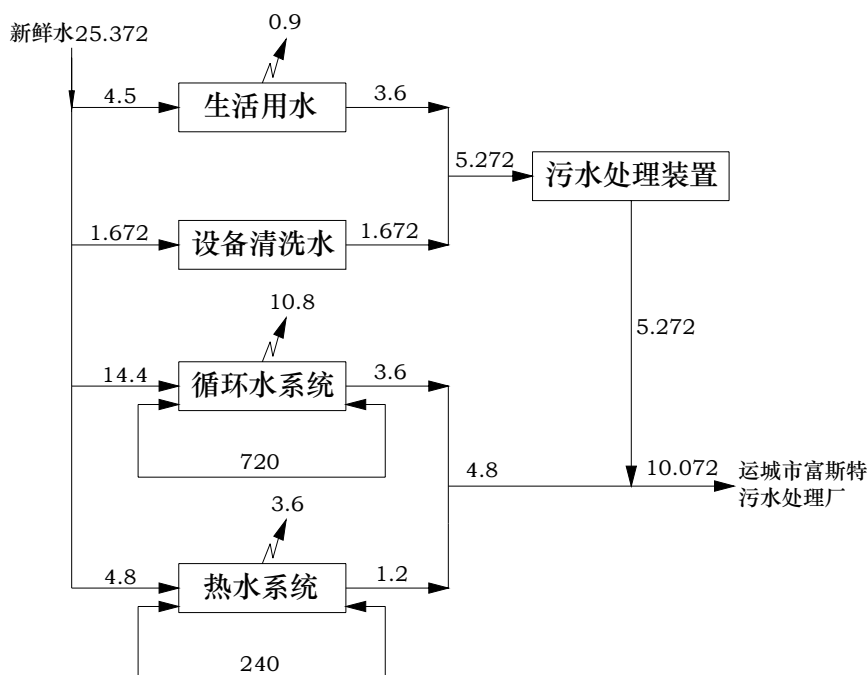 新鲜水25.372
0.9
4.5
生活用水
3.6
5.272
污水处理装置
1.672
设备清洗水
1.672
10.8
5.272
14.4
循环水系统
3.6
720
4.8
10.072
运城市富斯特
污水处理厂
3.6
4.8
热水系统
1.2
240